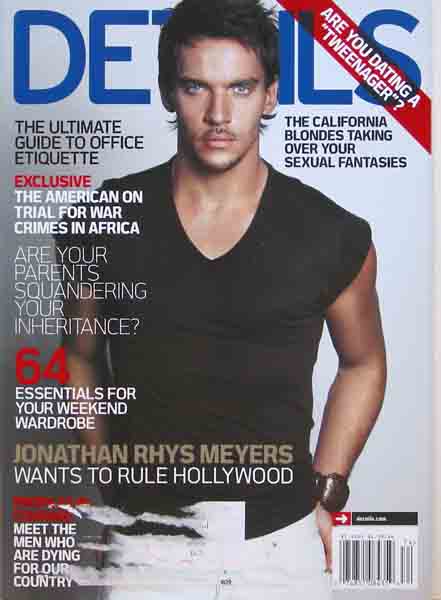 DETAILS
ARE YOU DATING A
"TWEENAGER"?
THE ULTIMATE
GUIDE TO OFFICE
ETIQUETTE
THE CALIFORNIA
BLONDES TAKING
OVER YOUR
SEXUAL FANTASIES
EXCLUSIVE
THE AMERICAN ON
TRIAL FOR WAR
CRIMES IN AFRICA
ARE YOUR
PARENTS
SQUANDERING
YOUR
INHERITANCE?
64
ESSENTIALS FOR
YOUR WEEKEND
WARDROBE
JONATHAN RHYS MEYERS
WANTS TO RULE HOLLYWOOD
MEET THE
MEN WHO
ARE DYING
FOR OUR
COUNTRY
details.com